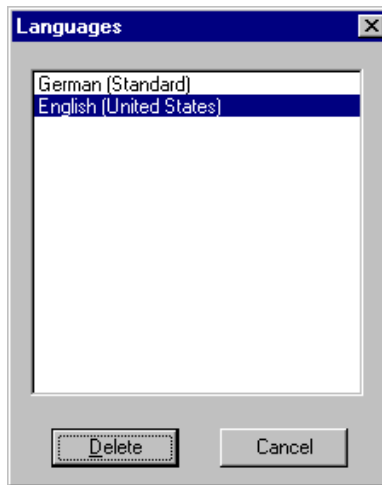 Languages
German (Standard)
English (United States)
Delete
Cancel